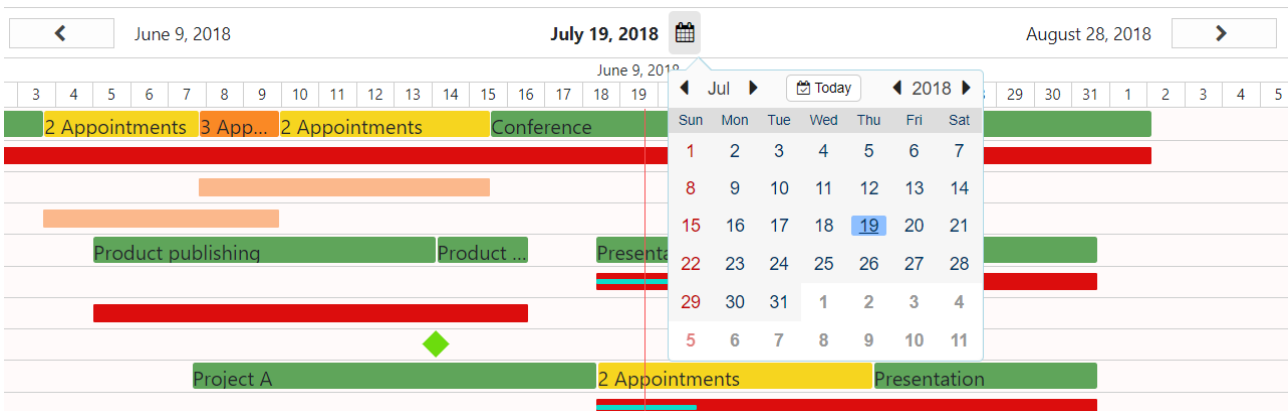 June 9, 2018 July 19, 2018 August 28, 2018
June 9, 2018
Jul Today 2018
3 4 5 6 7 8 9 10 11 12 13 14 15 16 17 18 19 29 30 31 1 2 3 4 5
Sun Mon Tue Wed Thu Fri Sat
2 Appointments 3 App... 2 Appointments Conference
1 2 3 4 5 6 7
8 9 10 11 12 13 14
15 16 17 18 19 20 21
Product publishing Product ... Presenta
22 23 24 25 26 27 28
29 30 31 1 2 3 4
5 6 7 8 9 10 11
Project A 2 Appointments Presentation